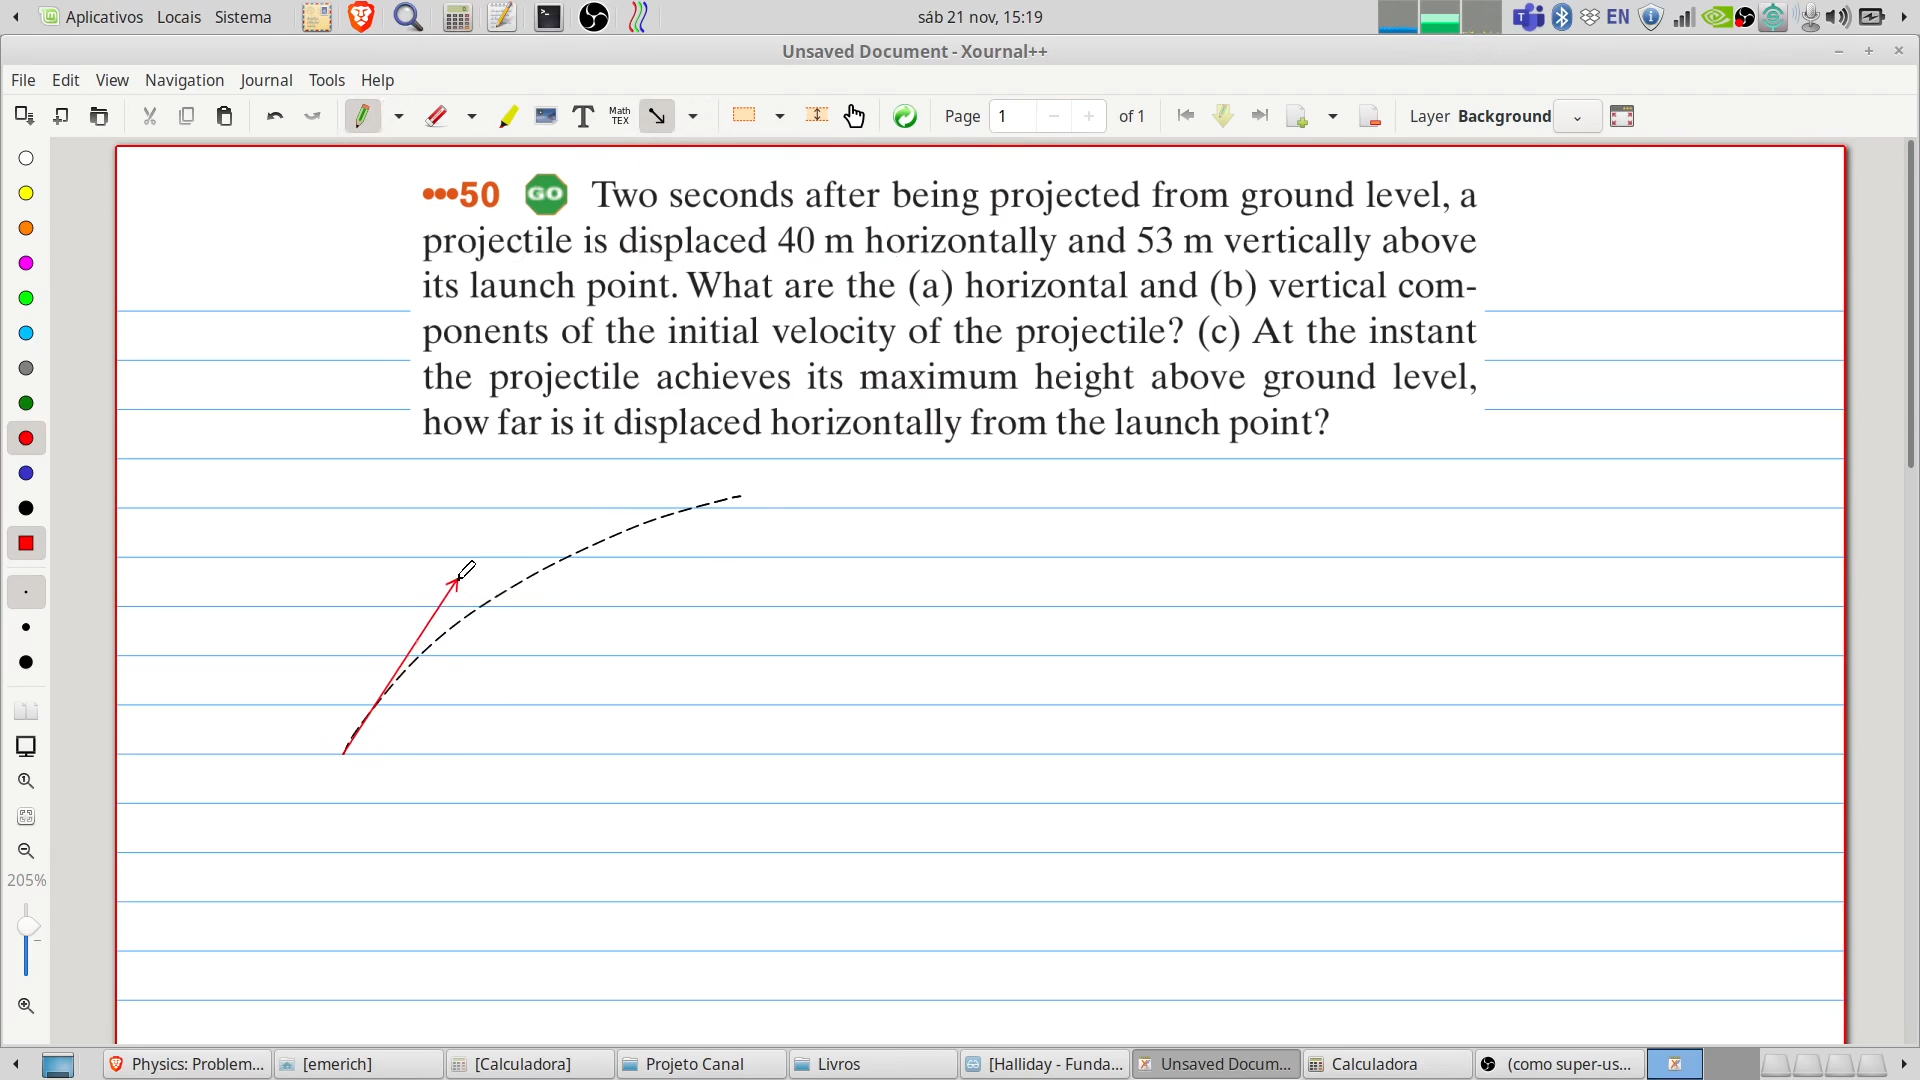 Aplicativos Locais Sistema sáb 21 nov, 15:19 EN
Unsaved Document - Xournal++
File Edit View Navigation Journal Tools Help
Math TEX Page 1 of 1 Layer Background
•••50 GO Two seconds after being projected from ground level, a
projectile is displaced 40 m horizontally and 53 m vertically above
its launch point. What are the (a) horizontal and (b) vertical com-
ponents of the initial velocity of the projectile? (c) At the instant
the projectile achieves its maximum height above ground level,
how far is it displaced horizontally from the launch point?
205%
Physics: Problem... [emerich] [Calculadora] Projeto Canal Livros [Halliday - Funda... Unsaved Docum... Calculadora (como super-us...